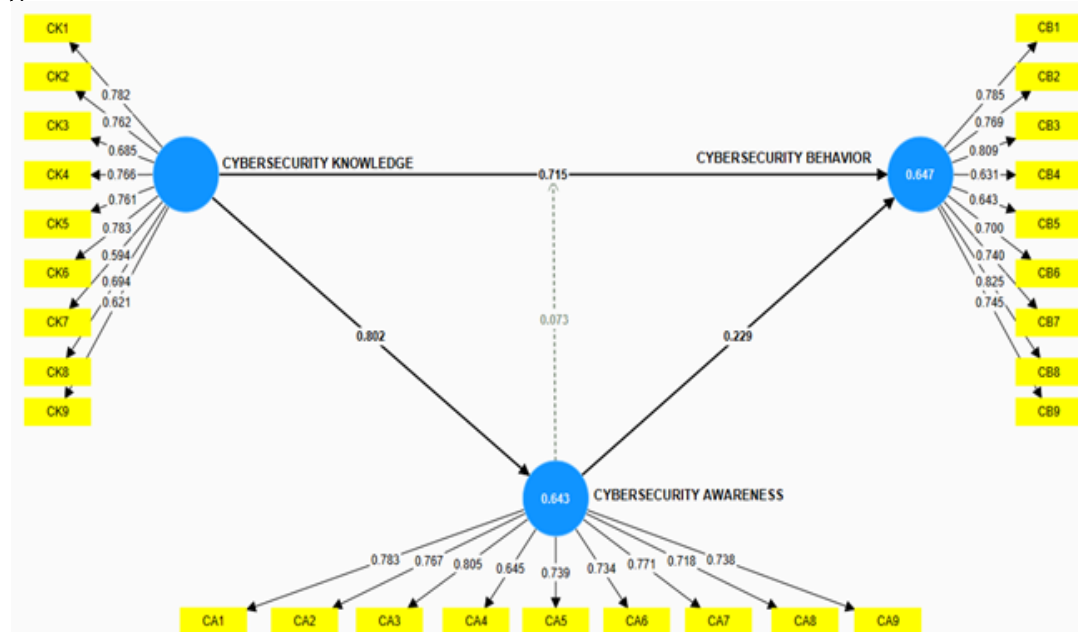 CK1
CK2
CK3
CK4
CK5
CK6
CK7
CK8
CK9
0.782
0.762
0.685
0.766
0.761
0.783
0.594
0.694
0.621
CYBERSECURITY KNOWLEDGE
0.715
CYBERSECURITY BEHAVIOR
0.647
CB1
CB2
CB3
CB4
CB5
CB6
CB7
CB8
CB9
0.785
0.769
0.809
0.631
0.643
0.700
0.740
0.825
0.745
0.802
0.073
0.229
0.643
CYBERSECURITY AWARENESS
0.783
0.767
0.805
0.645
0.739
0.734
0.771
0.718
0.738
CA1
CA2
CA3
CA4
CA5
CA6
CA7
CA8
CA9